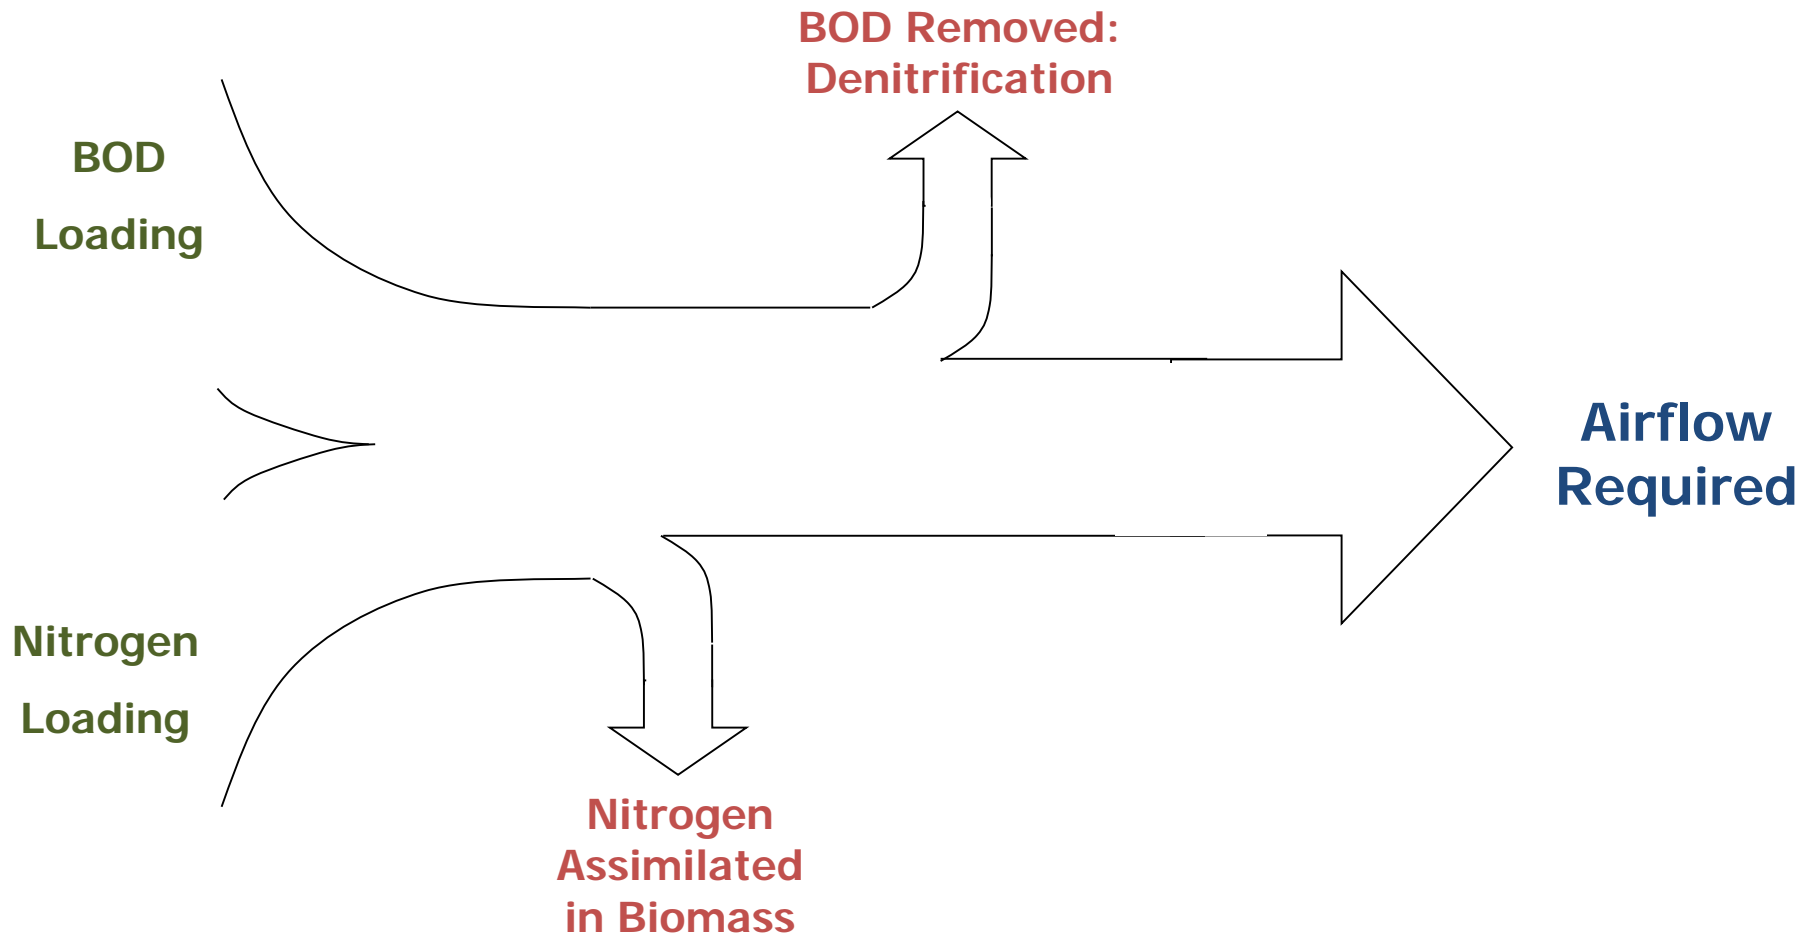 BOD Removed:
Denitrification
BOD
Loading
Airflow
Required
Nitrogen
Loading
Nitrogen
Assimilated
in Biomass